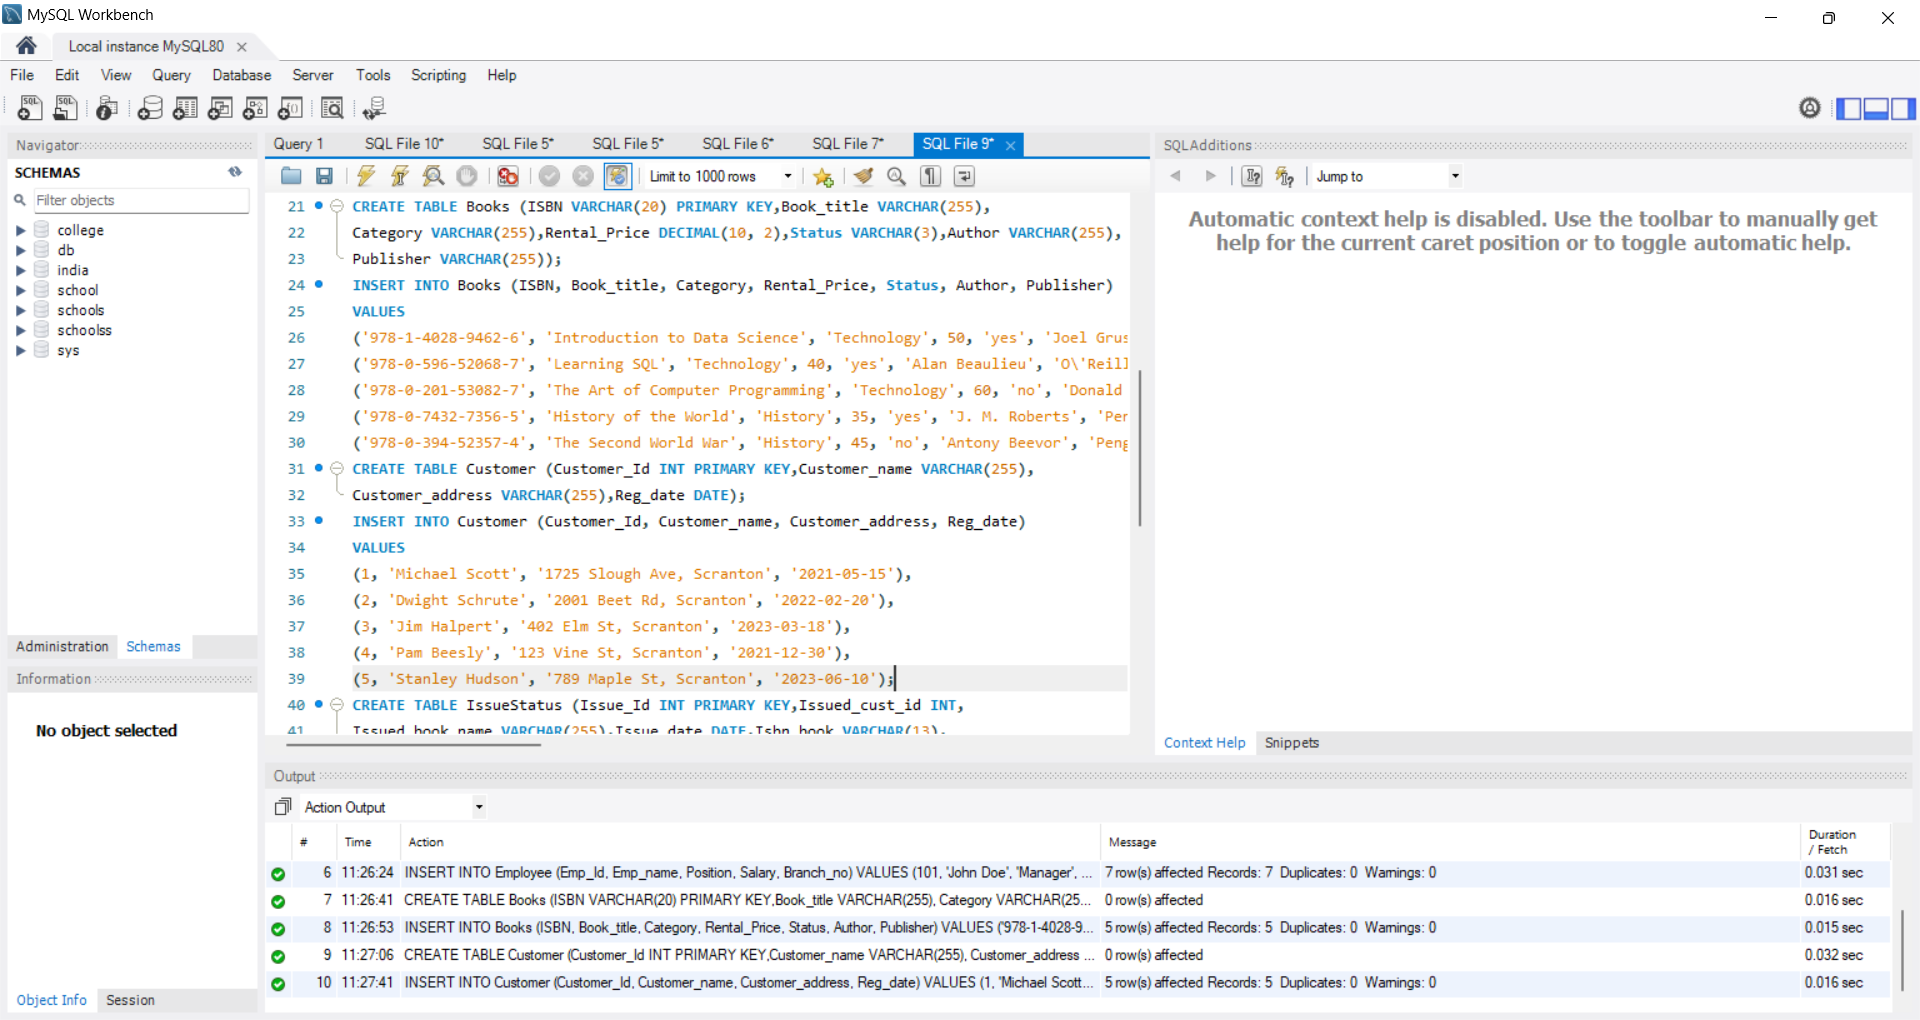 MySQL Workbench
Local instance MySQL80
File Edit View Query Database Server Tools Scripting Help
Navigator
SCHEMAS
Filter objects
college
db
india
school
schools
schoolss
sys
Administration Schemas
Information
No object selected
Object Info Session
Query 1 SQL File 10* SQL File 5* SQL File 5* SQL File 6* SQL File 7* SQL File 9*
Limit to 1000 rows
21 CREATE TABLE Books (ISBN VARCHAR(20) PRIMARY KEY,Book_title VARCHAR(255),
22 Category VARCHAR(255),Rental_Price DECIMAL(10, 2),Status VARCHAR(3),Author VARCHAR(255),
23 Publisher VARCHAR(255));
24 INSERT INTO Books (ISBN, Book_title, Category, Rental_Price, Status, Author, Publisher)
25 VALUES
26 ('978-1-4028-9462-6', 'Introduction to Data Science', 'Technology', 50, 'yes', 'Joel Grus
27 ('978-0-596-52068-7', 'Learning SQL', 'Technology', 40, 'yes', 'Alan Beaulieu', 'O\'Reill
28 ('978-0-201-53082-7', 'The Art of Computer Programming', 'Technology', 60, 'no', 'Donald
29 ('978-0-7432-7356-5', 'History of the World', 'History', 35, 'yes', 'J. M. Roberts', 'Pen
30 ('978-0-394-52357-4', 'The Second World War', 'History', 45, 'no', 'Antony Beevor', 'Peng
31 CREATE TABLE Customer (Customer_Id INT PRIMARY KEY,Customer_name VARCHAR(255),
32 Customer_address VARCHAR(255),Reg_date DATE);
33 INSERT INTO Customer (Customer_Id, Customer_name, Customer_address, Reg_date)
34 VALUES
35 (1, 'Michael Scott', '1725 Slough Ave, Scranton', '2021-05-15'),
36 (2, 'Dwight Schrute', '2001 Beet Rd, Scranton', '2022-02-20'),
37 (3, 'Jim Halpert', '402 Elm St, Scranton', '2023-03-18'),
38 (4, 'Pam Beesly', '123 Vine St, Scranton', '2021-12-30'),
39 (5, 'Stanley Hudson', '789 Maple St, Scranton', '2023-06-10');
40 CREATE TABLE IssueStatus (Issue_Id INT PRIMARY KEY,Issued_cust_id INT,
41 Issued_book_name VARCHAR(255),Issue_date DATE,Isbn_book VARCHAR(13),
SQLAdditions
Jump to
Automatic context help is disabled. Use the toolbar to manually get
help for the current caret position or to toggle automatic help.
Context Help Snippets
Output
Action Output
# Time Action Message Duration / Fetch
6 11:26:24 INSERT INTO Employee (Emp_Id, Emp_name, Position, Salary, Branch_no) VALUES (101, 'John Doe', 'Manager', ... 7 row(s) affected Records: 7 Duplicates: 0 Warnings: 0 0.031 sec
7 11:26:41 CREATE TABLE Books (ISBN VARCHAR(20) PRIMARY KEY,Book_title VARCHAR(255), Category VARCHAR(25... 0 row(s) affected 0.016 sec
8 11:26:53 INSERT INTO Books (ISBN, Book_title, Category, Rental_Price, Status, Author, Publisher) VALUES ('978-1-4028-9... 5 row(s) affected Records: 5 Duplicates: 0 Warnings: 0 0.015 sec
9 11:27:06 CREATE TABLE Customer (Customer_Id INT PRIMARY KEY,Customer_name VARCHAR(255), Customer_address ... 0 row(s) affected 0.032 sec
10 11:27:41 INSERT INTO Customer (Customer_Id, Customer_name, Customer_address, Reg_date) VALUES (1, 'Michael Scott... 5 row(s) affected Records: 5 Duplicates: 0 Warnings: 0 0.016 sec